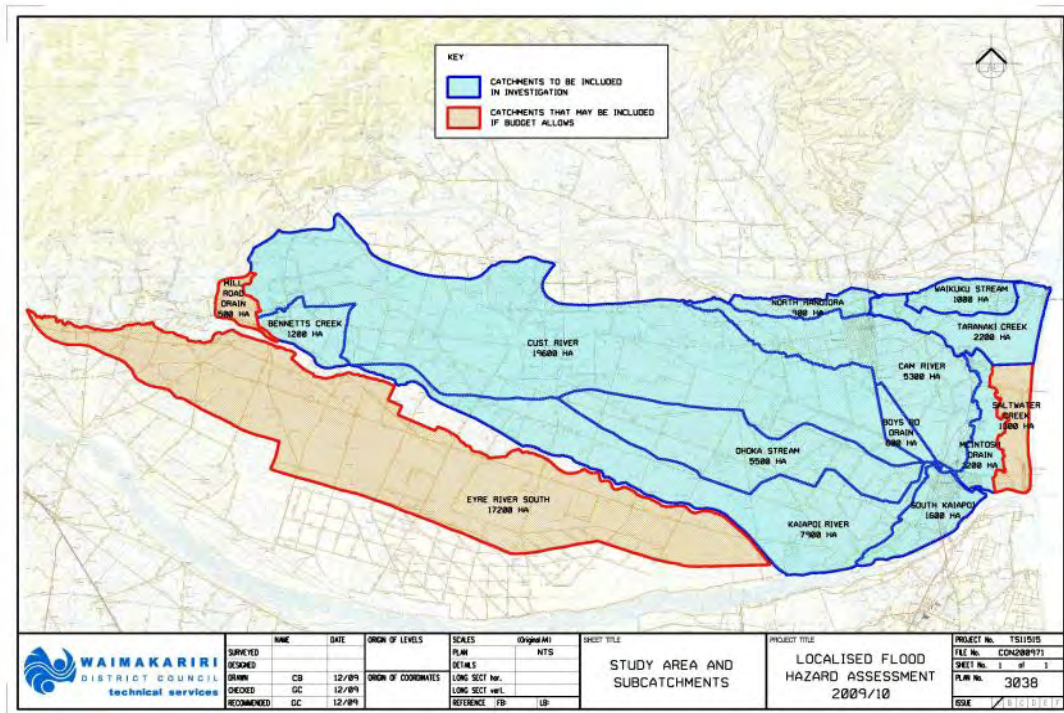 KEY
CATCHMENTS TO BE INCLUDED
IN INVESTIGATION
CATCHMENTS THAT MAY BE INCLUDED
IF BUDGET ALLOWS
MILL
ROAD
DRAIN
500 HA
BENNETTS CREEK
1200 HA
CUST RIVER
19600 HA
NORTH RANGIORA
900 HA
WAIKUKU STREAM
1000 HA
TARANAKI CREEK
2200 HA
CAM RIVER
5300 HA
SALTWATER
CREEK
BOYS RD
DRAIN
600 HA
MCINTOSH
DRAIN
OHOKA STREAM
5500 HA
SOUTH KAIAPOI
1600 HA
EYRE RIVER SOUTH
17200 HA
KAIAPOI RIVER
7900 HA
WAIMAKARIRI
DISTRICT COUNCIL
technical services
NAME DATE
SURVEYED
DESIGNED
DRAWN CB 12/09
CHECKED GC 12/09
RECOMMENDED GC 12/09
ORIGIN OF LEVELS
ORIGIN OF COORDINATES
SCALES (Original A4)
PLAN NTS
DETAILS
LONG SECT hor.
LONG SECT vert.
REFERENCE FB: LB:
SHEET TITLE
STUDY AREA AND
SUBCATCHMENTS
PROJECT TITLE
LOCALISED FLOOD
HAZARD ASSESSMENT
2009/10
PROJECT No. TS11515
FILE No. CON200971
SHEET No. 1 of 1
PLAN No. 3038
ISSUE